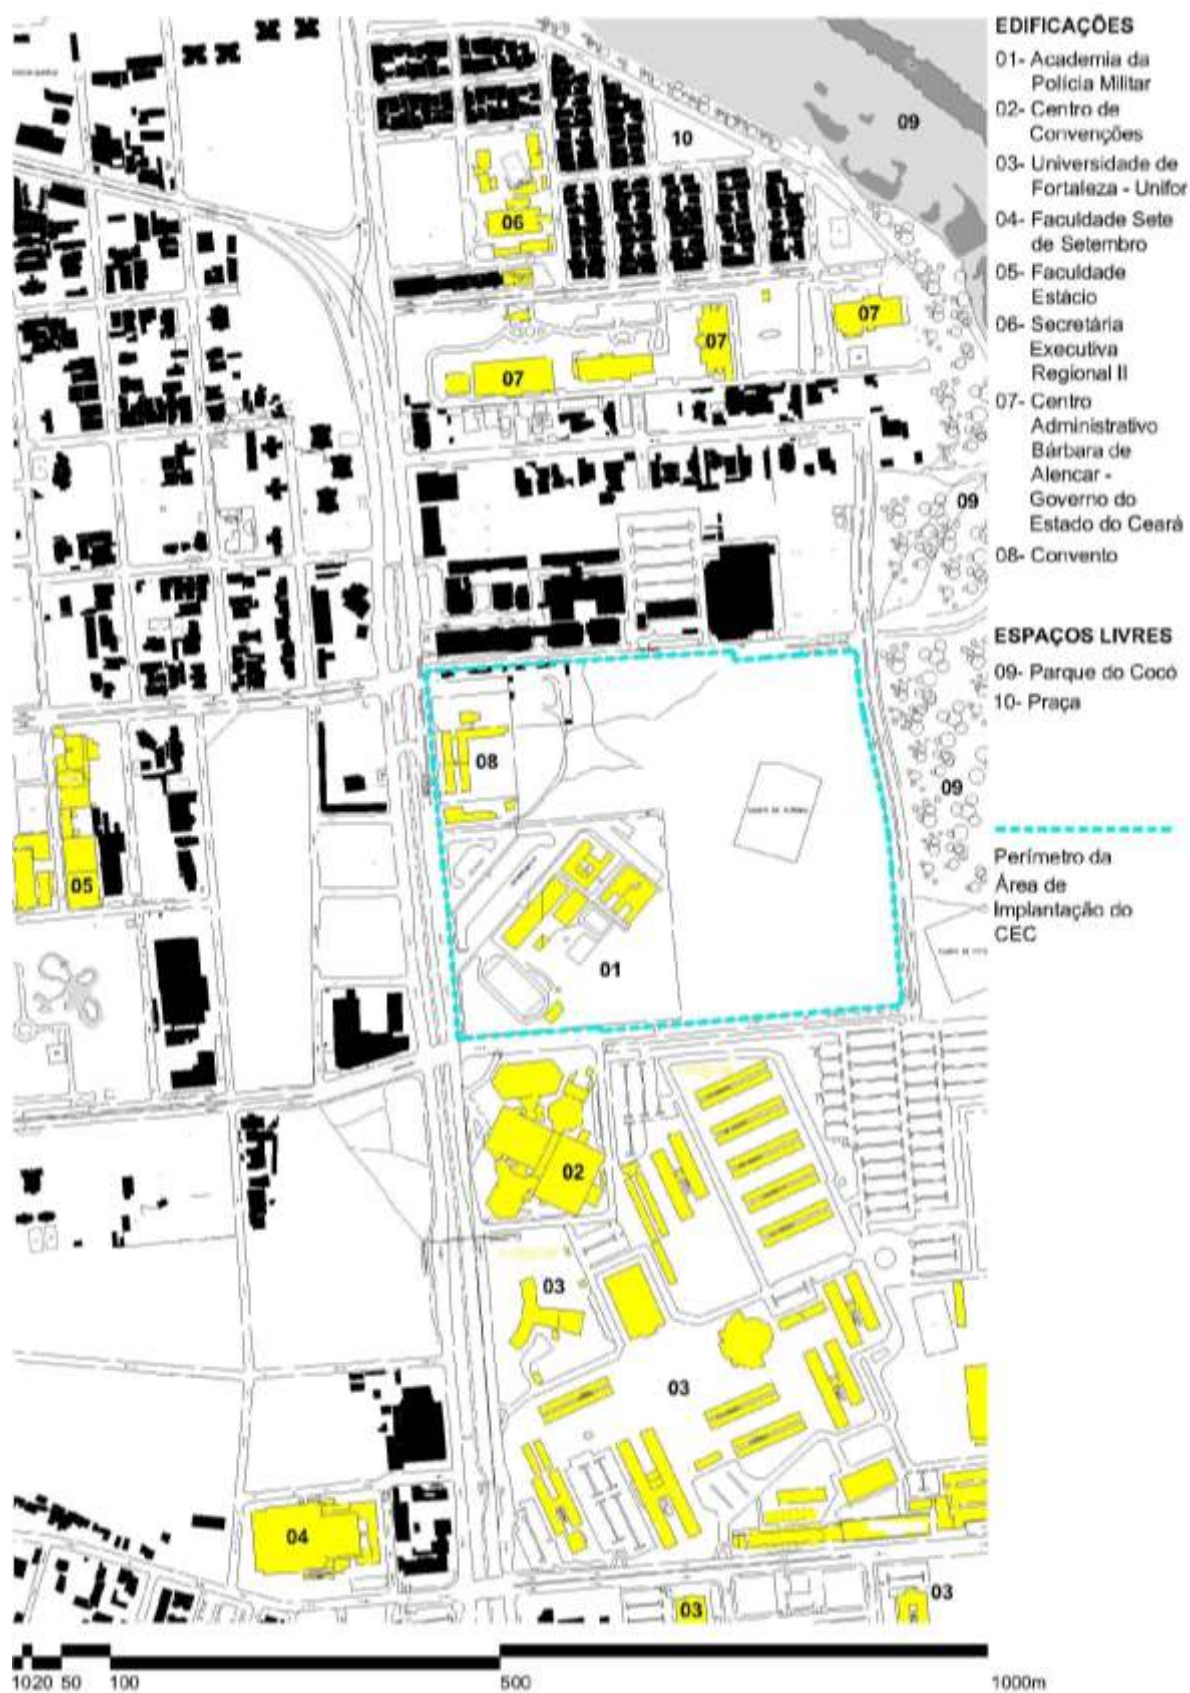 EDIFICAÇÕES
01- Academia da
Polícia Militar
02- Centro de
Convenções
03- Universidade de
Fortaleza - Unifor
04- Faculdade Sete
de Setembro
05- Faculdade
Estácio
06- Secretária
Executiva
Regional II
07- Centro
Administrativo
Bárbara de
Alencar -
Governo do
Estado do Ceará
08- Convento
ESPAÇOS LIVRES
09- Parque do Cocó
10- Praça
Perímetro da
Área de
Implantação do
CEC
09
10
06
07
07
07
09
08
09
05
01
02
03
03
04
03
03
1020 50 100 500 1000m